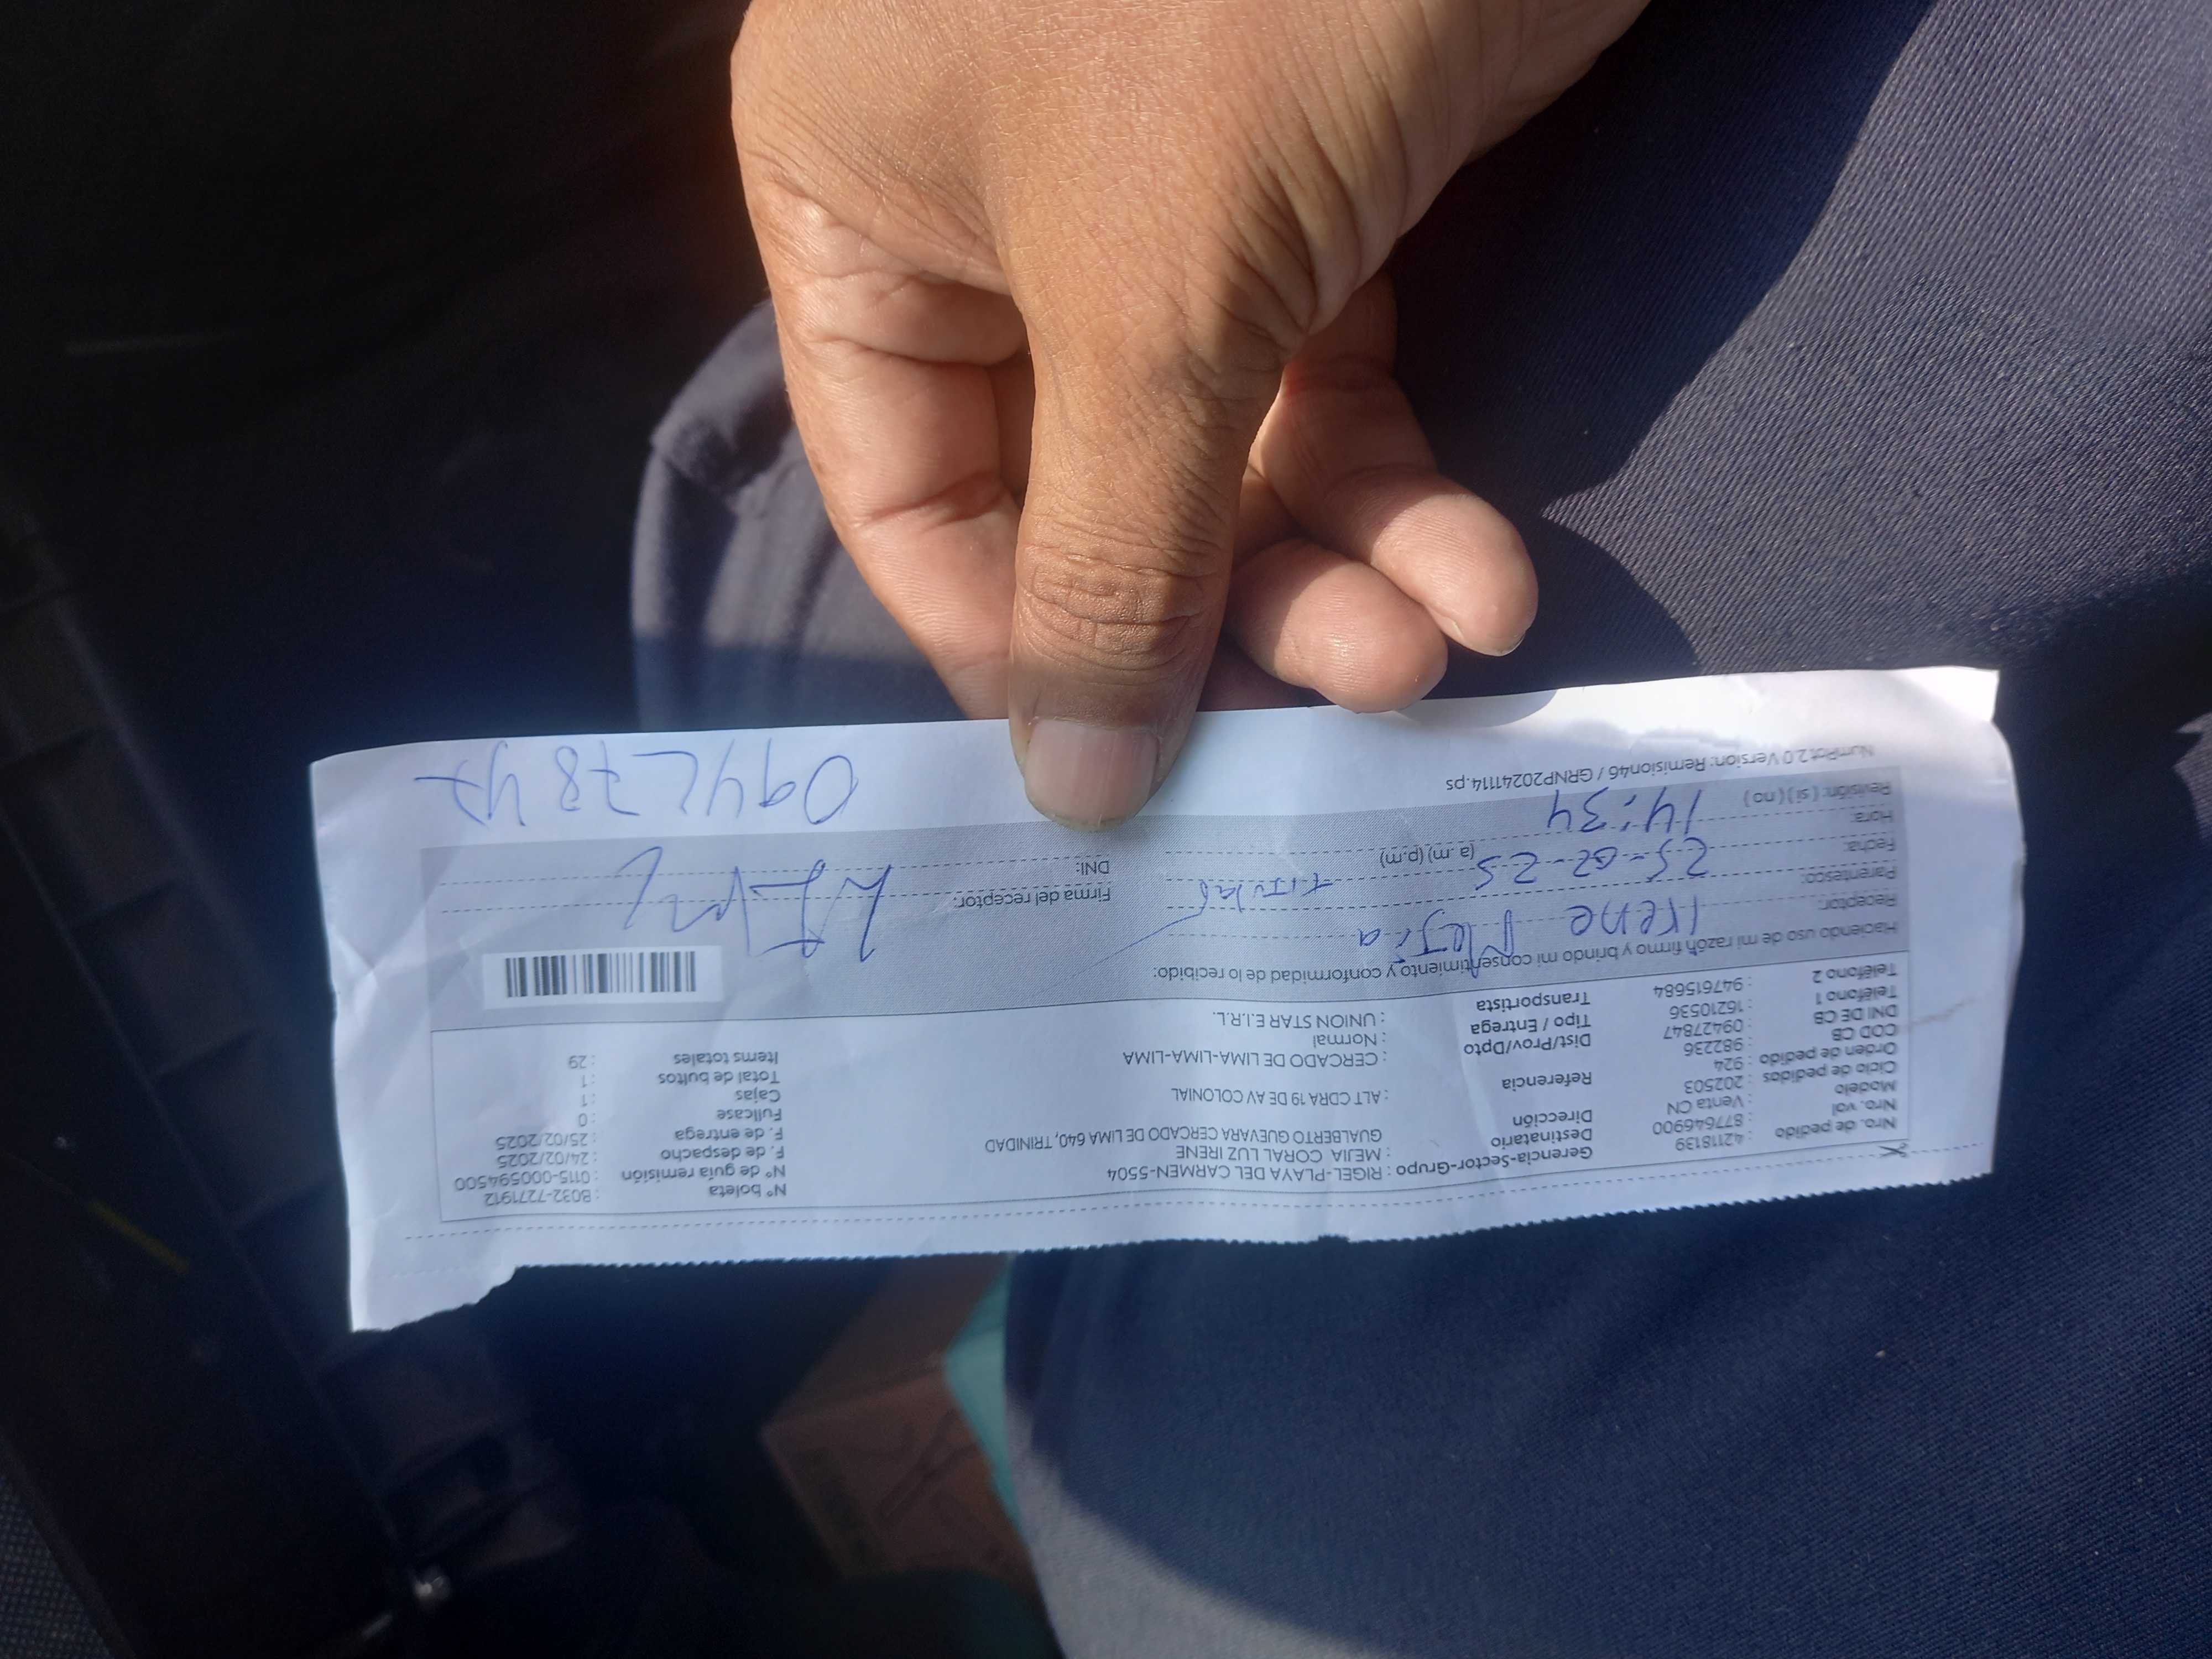 Nro. de pedido : 42118139
Nro. vol : 877646900
Modelo : Venta CN
Ciclo de pedidos : 202503
Orden de pedido : 924
COD CB : 982236
DNI DE CB : 09427847
Teléfono 1 : 16210536
Teléfono 2 : 947615684
Gerencia-Sector-Grupo : RIGEL-PLAYA DEL CARMEN-5504
Destinatario : MEJIA CORAL LUZ IRENE
Dirección GUALBERTO GUEVARA CERCADO DE LIMA 640, TRINIDAD
Referencia : ALT CDRA 19 DE AV COLONIAL
Dist/Prov/Dpto : CERCADO DE LIMA-LIMA-LIMA
Tipo / Entrega : Normal
Transportista : UNION STAR E.I.R.L.
N° boleta : B032-7271912
N° de guía remisión : 0115-000594500
F. de despacho : 24/02/2025
F. de entrega : 25/02/2025
Fullcase : 0
Cajas : 1
Total de bultos : 1
Items totales : 29
Haciendo uso de mi razón firmo y brindo mi consentimiento y conformidad de lo recibido:
Receptor: Irene Mejia
Parentesco: Titular
Fecha: 25-02-25
Hora: 14:34 (a. m) (p.m)
Revisión: ( si ) ( no )
Firma del receptor:
DNI:
09427847
NumPlot 2.0 Version: Remision46 / GRNP20241114.ps